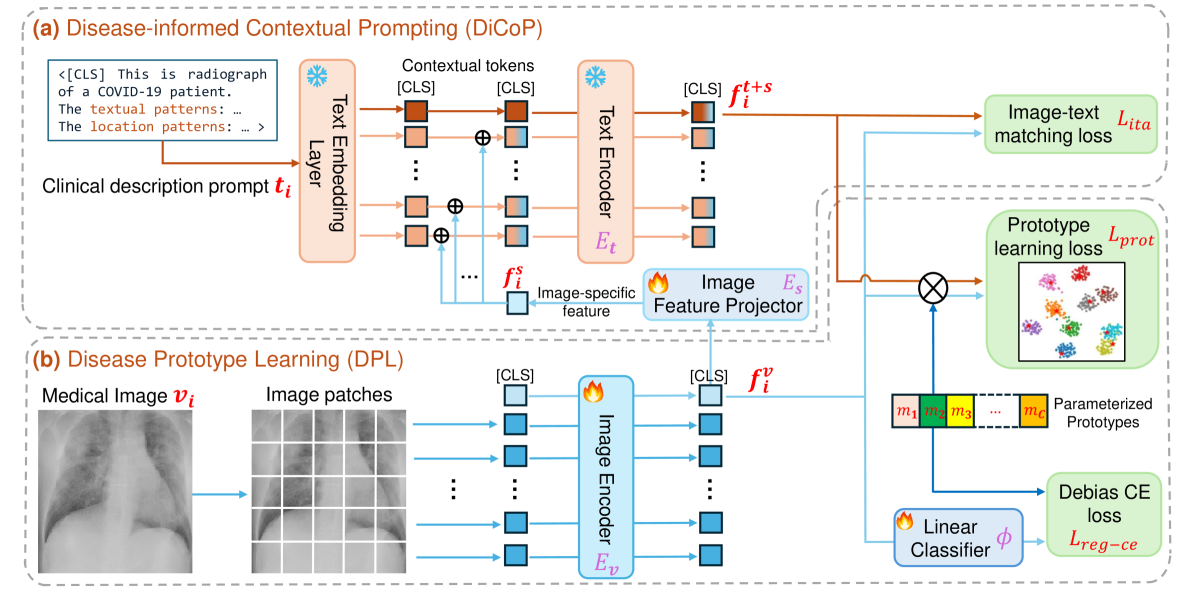 (a) Disease-informed Contextual Prompting (DiCoP)
<[CLS] This is radiograph
of a COVID-19 patient.
The textual patterns: …
The location patterns: … >
Clinical description prompt t_i
Text Embedding
Layer
Contextual tokens
[CLS]
[CLS]
Text Encoder
E_t
[CLS]
f_i^{t+s}
Image-text
matching loss
L_{ita}
…
f_i^s
Image-specific
feature
Image
Feature Projector
E_s
Prototype
learning loss
L_{prot}
(b) Disease Prototype Learning (DPL)
Medical Image v_i
Image patches
[CLS]
Image Encoder
E_v
[CLS]
f_i^v
m_1 m_2 m_3 … m_C
Parameterized
Prototypes
Linear
Classifier
ϕ
Debias CE
loss
L_{reg-ce}